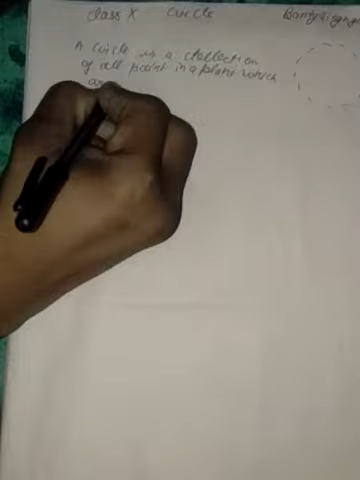 class X circle
A circle is a collection
of all point in a plane which